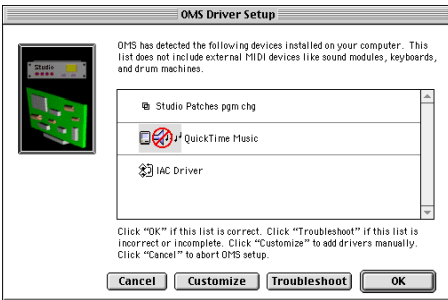 OMS Driver Setup
Studio
OMS has detected the following devices installed on your computer. This
list does not include external MIDI devices like sound modules, keyboards,
and drum machines.
Studio Patches pgm chg
QuickTime Music
IAC Driver
Click “OK” if this list is correct. Click “Troubleshoot” if this list is
incorrect or incomplete. Click “Customize” to add drivers manually.
Click “Cancel” to abort OMS setup.
Cancel Customize Troubleshoot OK